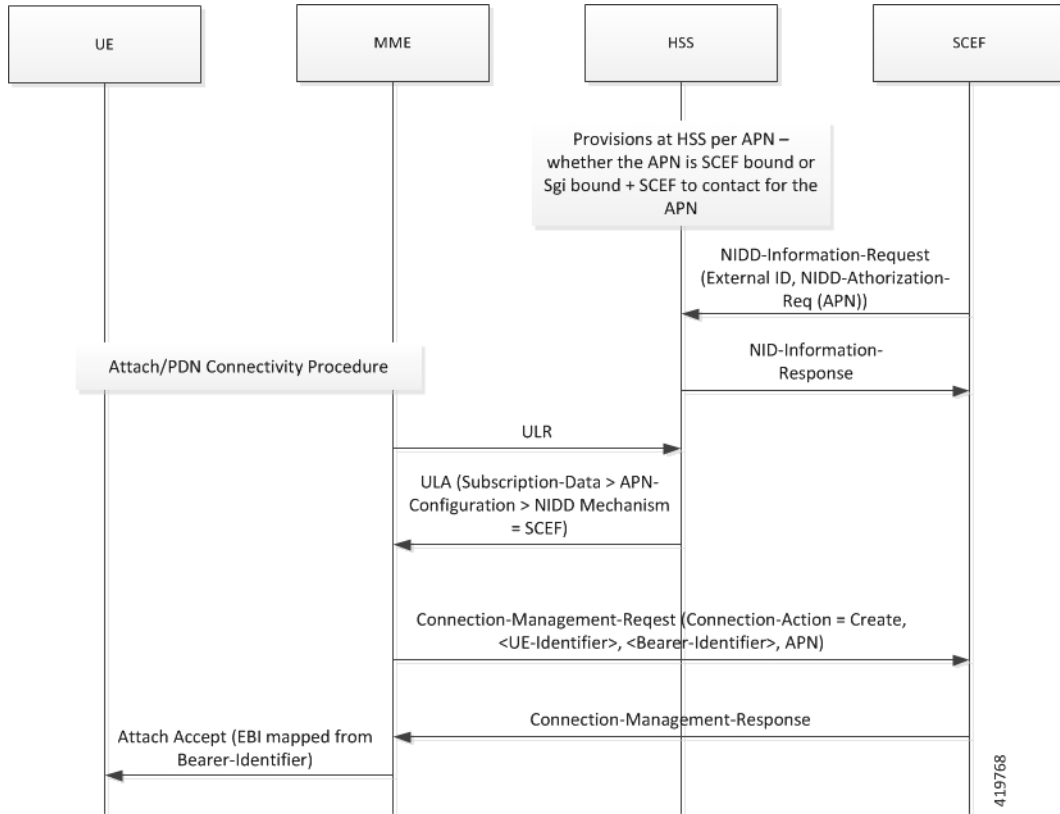 UE
MME
HSS
SCEF
Provisions at HSS per APN –
whether the APN is SCEF bound or
Sgi bound + SCEF to contact for the
APN
NIDD-Information-Request
(External ID, NIDD-Athorization-
Req (APN))
Attach/PDN Connectivity Procedure
NID-Information-
Response
ULR
ULA (Subscription-Data > APN-
Configuration > NIDD Mechanism
= SCEF)
Connection-Management-Reqest (Connection-Action = Create,
<UE-Identifier>, <Bearer-Identifier>, APN)
Connection-Management-Response
Attach Accept (EBI mapped from
Bearer-Identifier)
419768